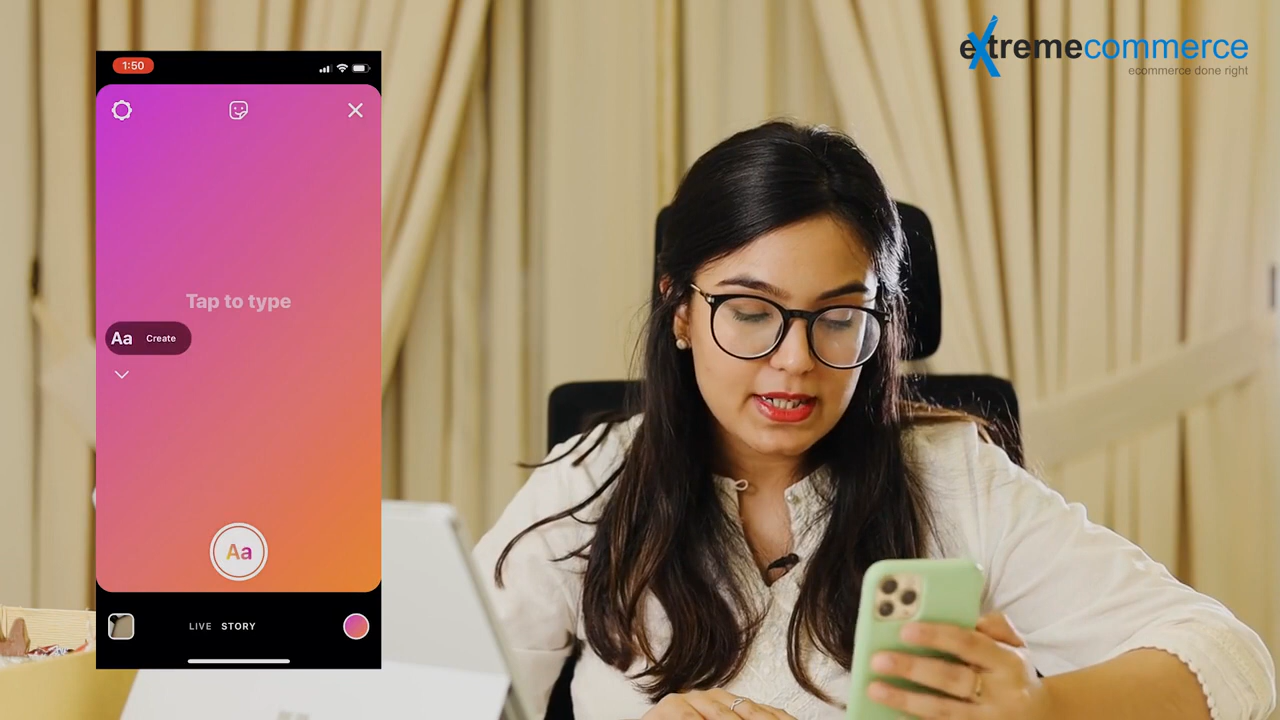 1:50
Tap to type
Aa Create
Aa
LIVE STORY
extremecommerce
ecommerce done right